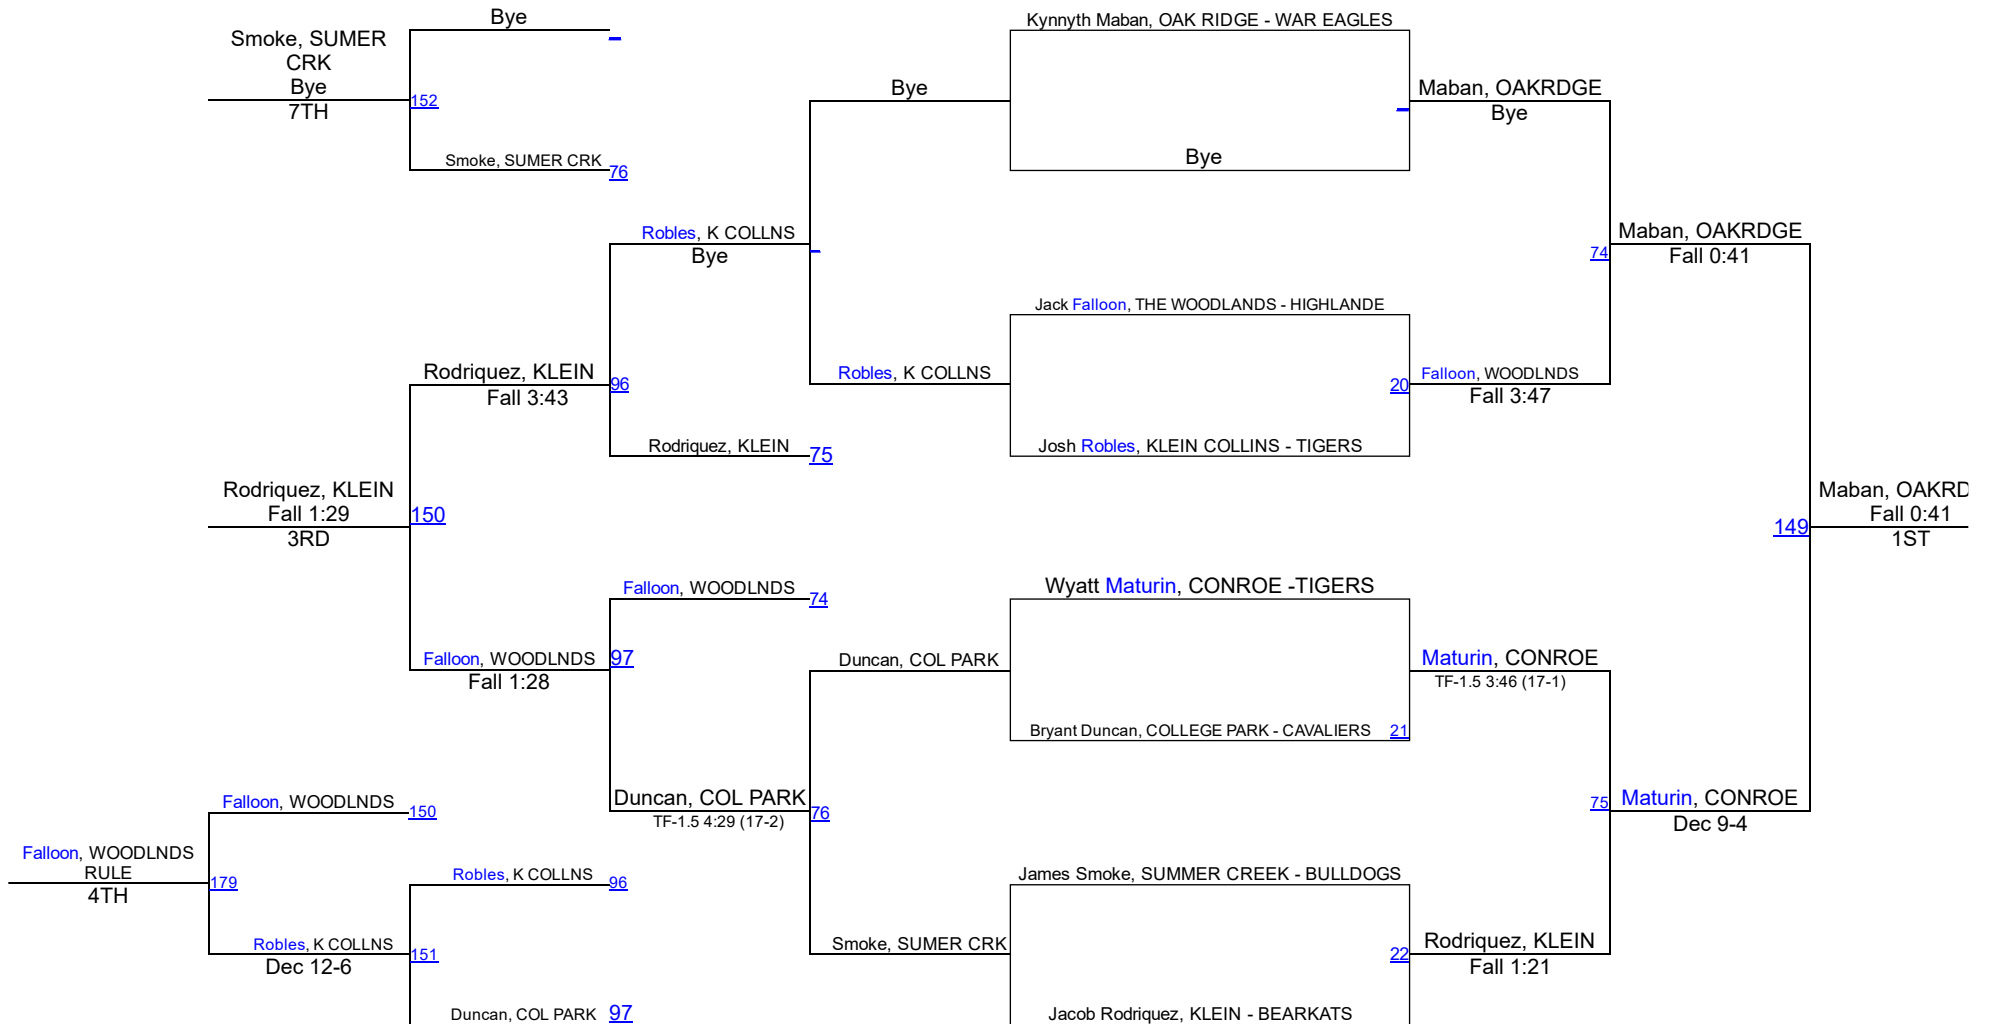 Bye
Kynnyth Maban, OAK RIDGE - WAR EAGLES
Smoke, SUMER
CRK
Bye
7TH
152
Smoke, SUMER CRK
76
Bye
Maban, OAKRDGE
Bye
Bye
Robles, K COLLNS
Bye
Maban, OAKRDGE
Fall 0:41
74
Jack Falloon, THE WOODLANDS - HIGHLANDE
Rodriquez, KLEIN
Fall 3:43
96
Robles, K COLLNS
20
Falloon, WOODLNDS
Fall 3:47
Rodriquez, KLEIN
75
Josh Robles, KLEIN COLLINS - TIGERS
Rodriquez, KLEIN
Fall 1:29
3RD
150
149
Maban, OAKRD
Fall 0:41
1ST
Falloon, WOODLNDS
74
Wyatt Maturin, CONROE -TIGERS
Falloon, WOODLNDS
Fall 1:28
97
Duncan, COL PARK
Maturin, CONROE
TF-1.5 3:46 (17-1)
Bryant Duncan, COLLEGE PARK - CAVALIERS
21
Falloon, WOODLNDS
150
Duncan, COL PARK
TF-1.5 4:29 (17-2)
76
75
Maturin, CONROE
Dec 9-4
Falloon, WOODLNDS
RULE
4TH
179
Robles, K COLLNS
96
James Smoke, SUMMER CREEK - BULLDOGS
Robles, K COLLNS
Dec 12-6
151
Smoke, SUMER CRK
22
Rodriquez, KLEIN
Fall 1:21
Duncan, COL PARK
97
Jacob Rodriquez, KLEIN - BEARKATS